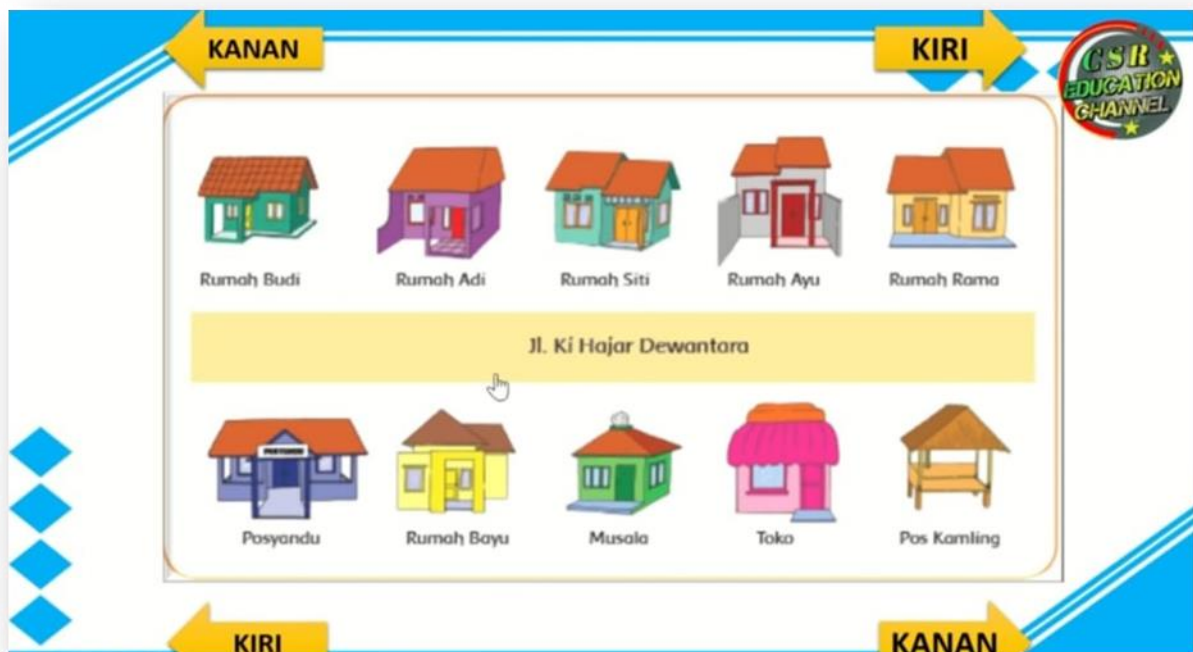 KANAN
KIRI
CSR
EDUCATION
CHANNEL
Rumah Budi
Rumah Adi
Rumah Siti
Rumah Ayu
Rumah Rama
Jl. Ki Hajar Dewantara
POSYANDU
Posyandu
Rumah Bayu
Musala
Toko
Pos Kamling
KIRI
KANAN